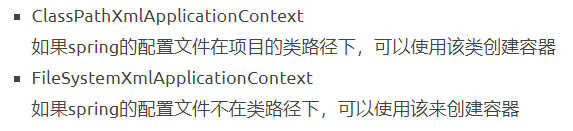 ClassPathXmlApplicationContext
如果spring的配置文件在项目的类路径下，可以使用该类创建容器
FileSystemXmlApplicationContext
如果spring的配置文件不在类路径下，可以使用该来创建容器